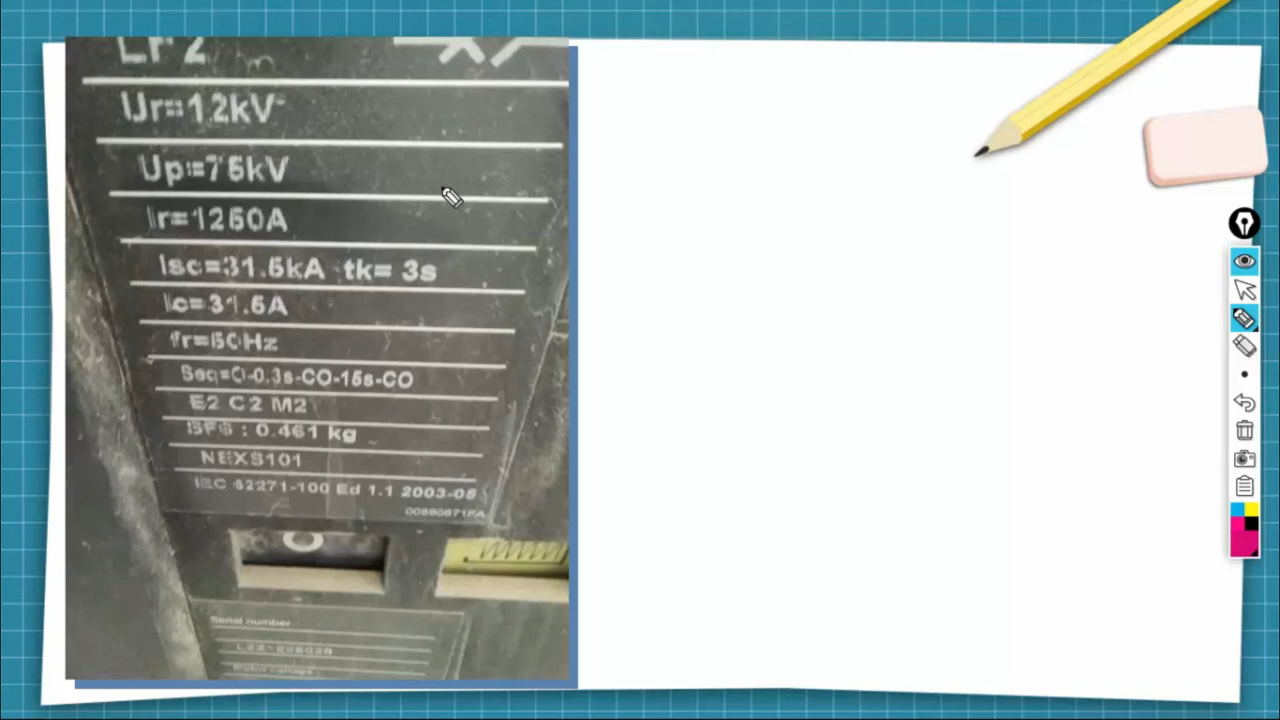 LF2
Ur=12kV
Up=75kV
Ir=1250A
Isc=31.5kA tk= 3s
Ic=31.5A
fr=50Hz
Seq=O-0.3s-CO-15s-CO
E2 C2 M2
SF6 : 0.461 kg
NEXS101
IEC 62271-100 Ed 1.1 2003-05
00890871FA
O
Serial number